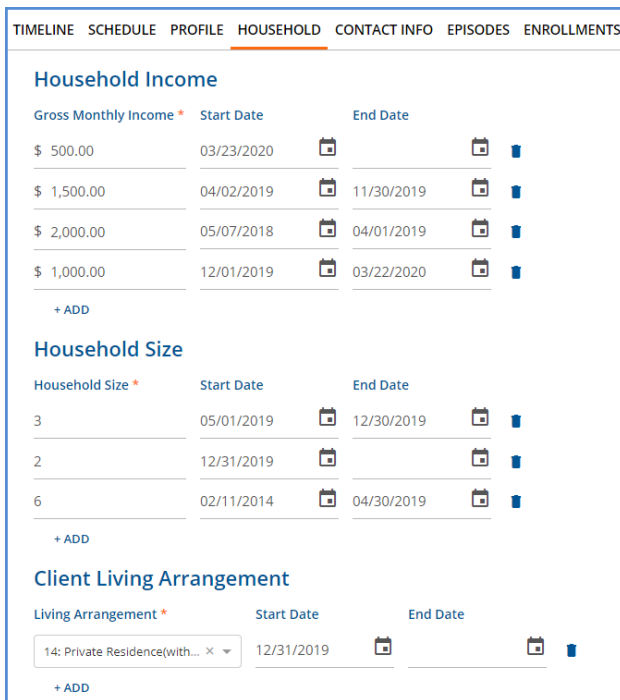 TIMELINE SCHEDULE PROFILE HOUSEHOLD CONTACT INFO EPISODES ENROLLMENTS
Household Income
Gross Monthly Income * Start Date End Date
$ 500.00 03/23/2020
$ 1,500.00 04/02/2019 11/30/2019
$ 2,000.00 05/07/2018 04/01/2019
$ 1,000.00 12/01/2019 03/22/2020
+ ADD
Household Size
Household Size * Start Date End Date
3 05/01/2019 12/30/2019
2 12/31/2019
6 02/11/2014 04/30/2019
+ ADD
Client Living Arrangement
Living Arrangement * Start Date End Date
14: Private Residence(with... × 12/31/2019
+ ADD